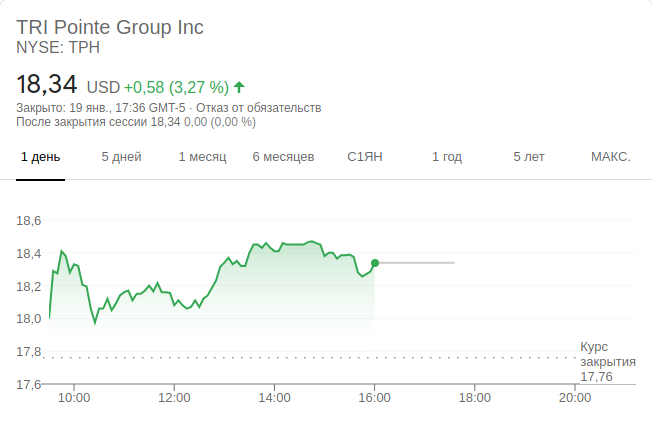 TRI Pointe Group Inc
NYSE: TPH
18,34 USD +0,58 (3,27 %)
Закрыто: 19 янв., 17:36 GMT-5 · Отказ от обязательств
После закрытия сессии 18,34 0,00 (0,00 %)
1 день 5 дней 1 месяц 6 месяцев С1ЯН 1 год 5 лет МАКС.
18,6
18,4
18,2
18,0
17,8
17,6
Курс
закрытия
17,76
10:00 12:00 14:00 16:00 18:00 20:00